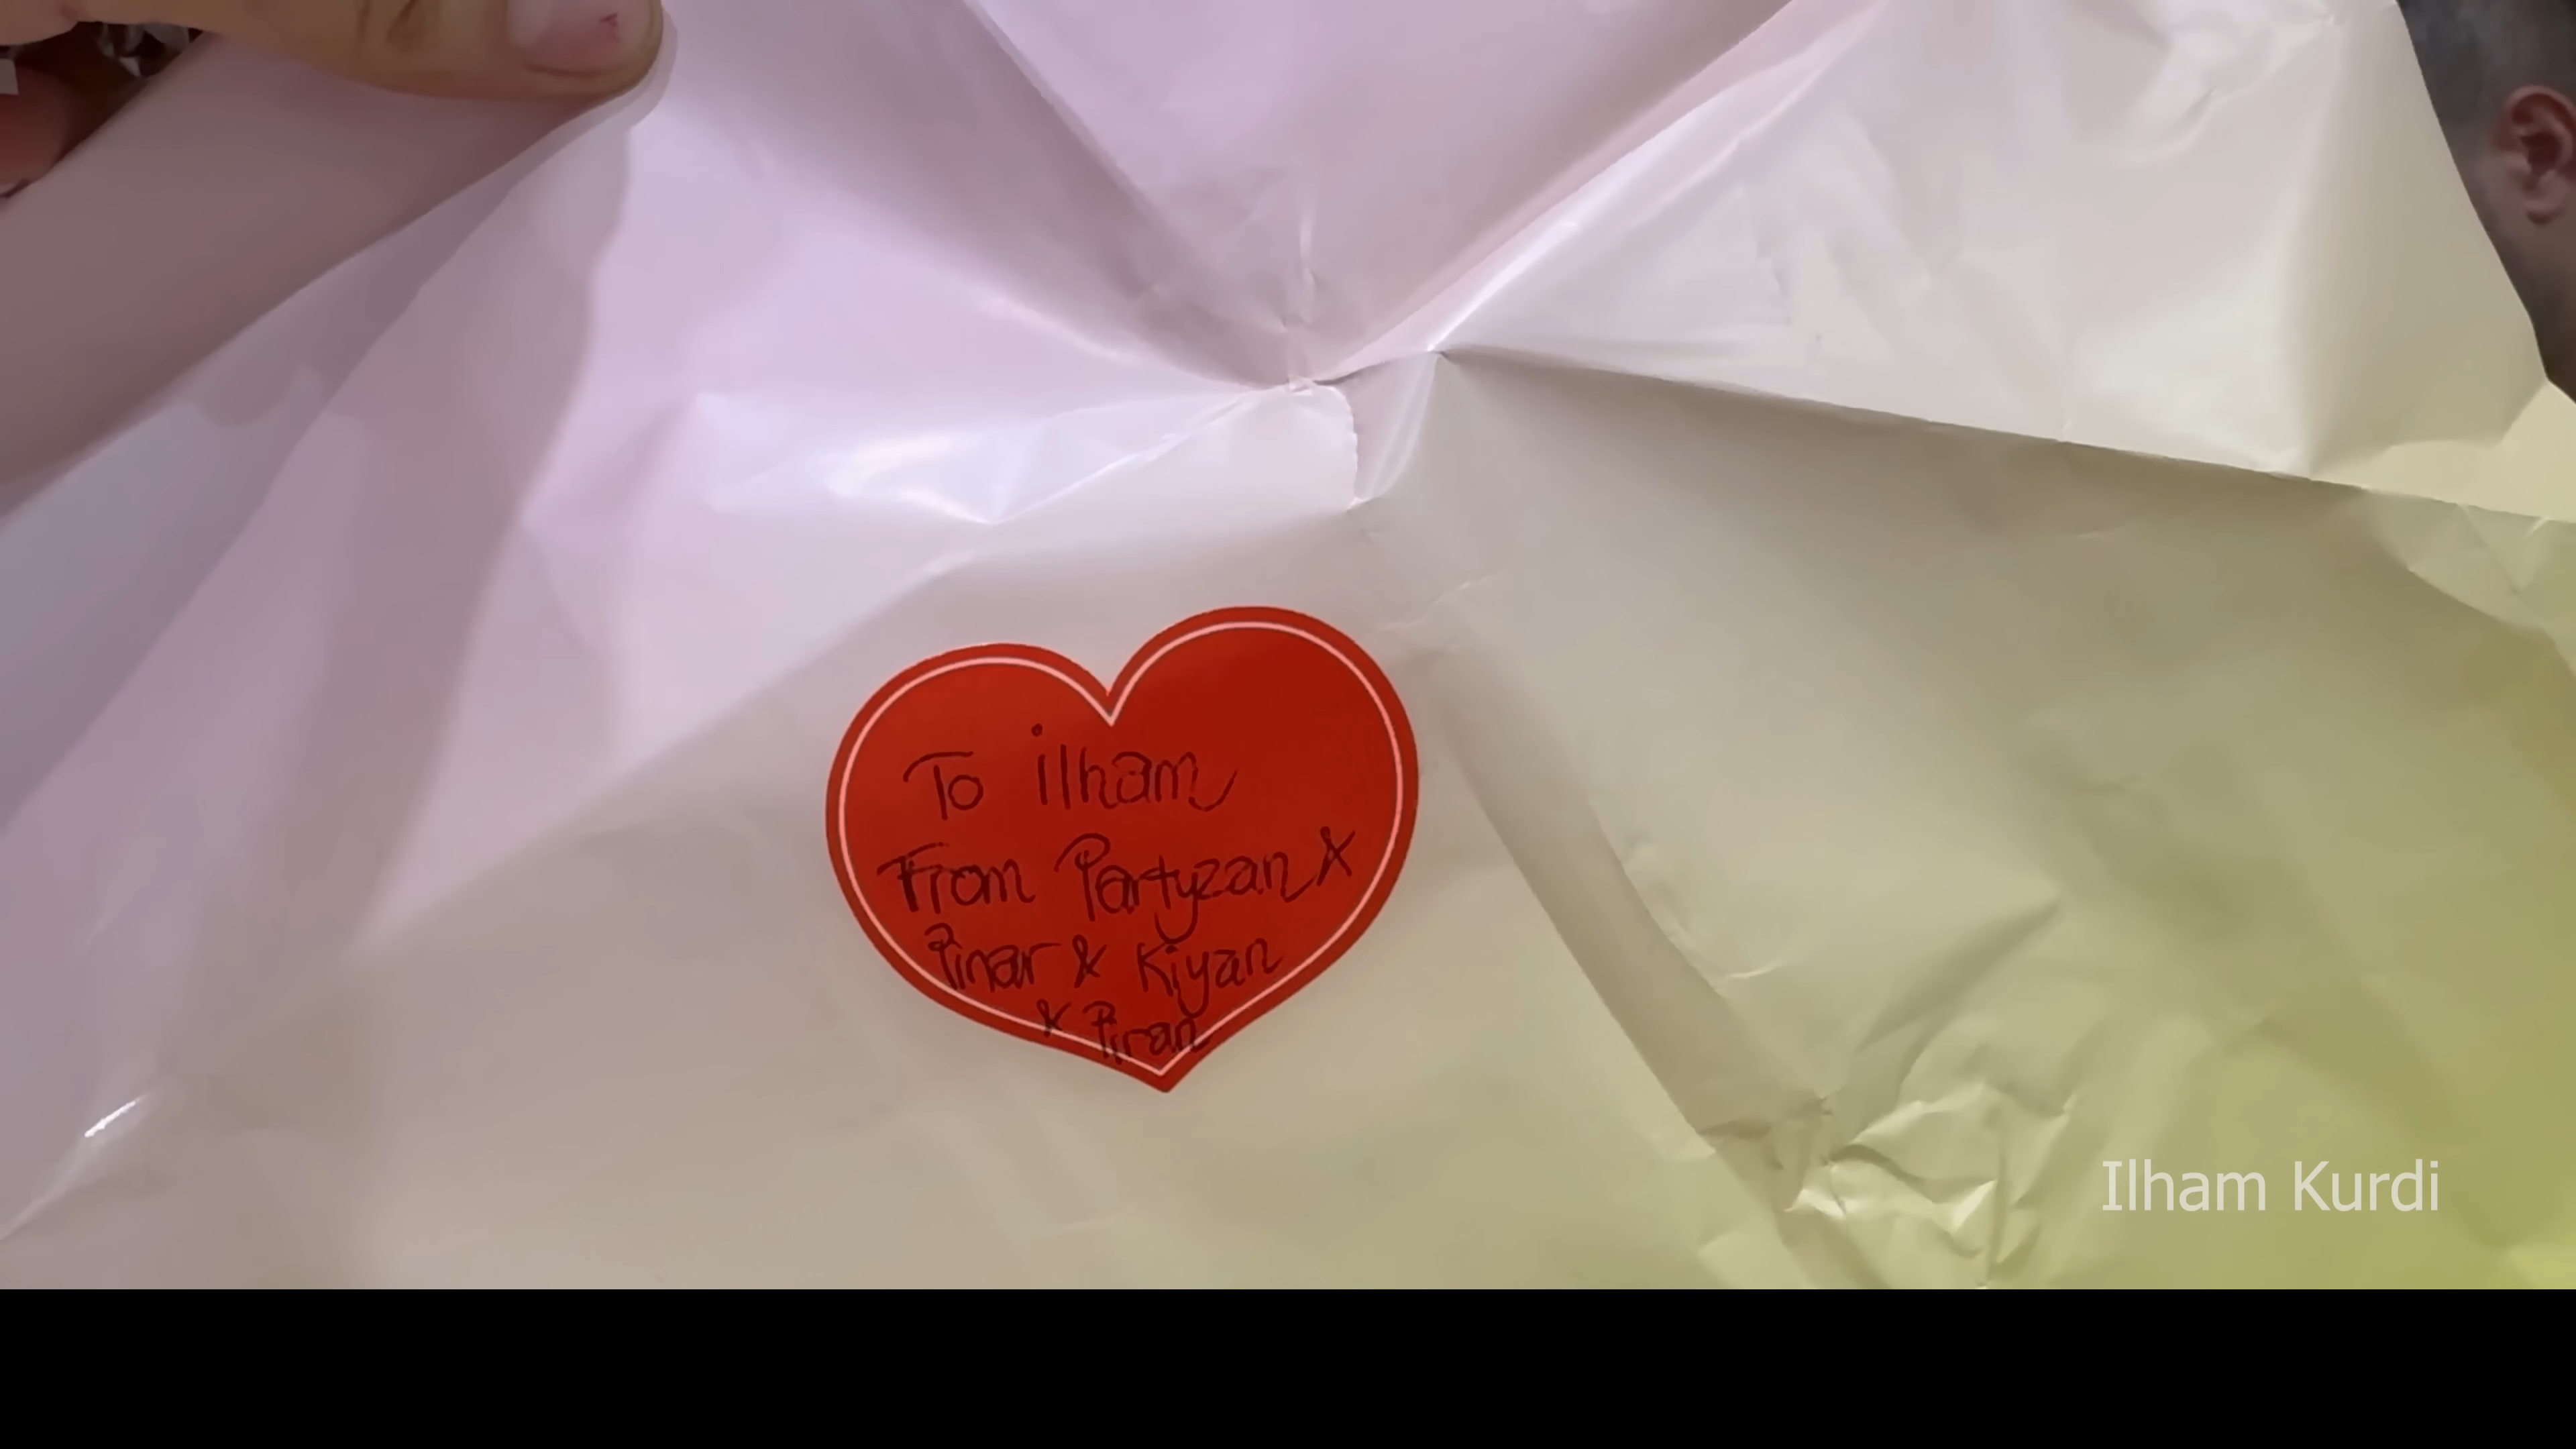 To ilham
From Partyzan &
Pinar & Kiyan
& Piran
Ilham Kurdi